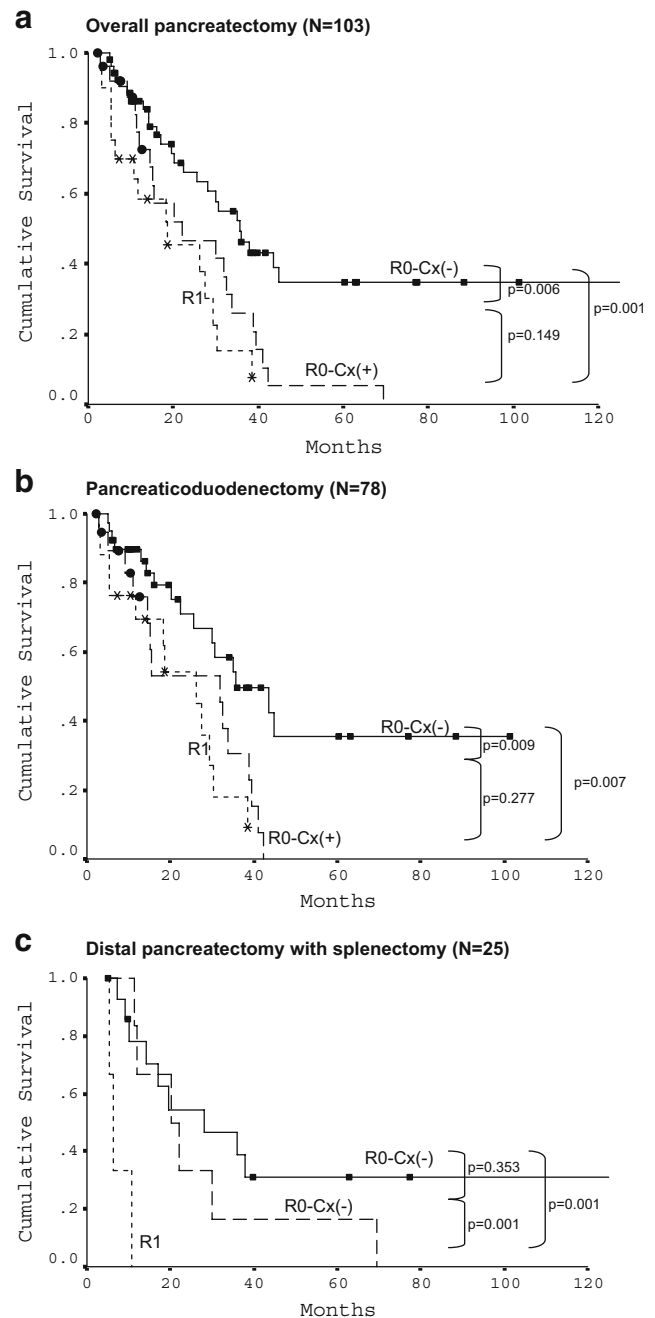 a
Overall pancreatectomy (N=103)
1.0
.8
.6
.4
.2
0.0
Cumulative Survival
R0-Cx(-)
R1
R0-Cx(+)
p=0.006
p=0.149
p=0.001
0 20 40 60 80 100 120
Months
b
Pancreaticoduodenectomy (N=78)
1.0
.8
.6
.4
.2
0.0
Cumulative Survival
R0-Cx(-)
R1
R0-Cx(+)
p=0.009
p=0.277
p=0.007
0 20 40 60 80 100 120
Months
c
Distal pancreatectomy with splenectomy (N=25)
1.0
.8
.6
.4
.2
0.0
Cumulative Survival
R0-Cx(-)
R0-Cx(-)
R1
p=0.353
p=0.001
p=0.001
0 20 40 60 80 100 120
Months